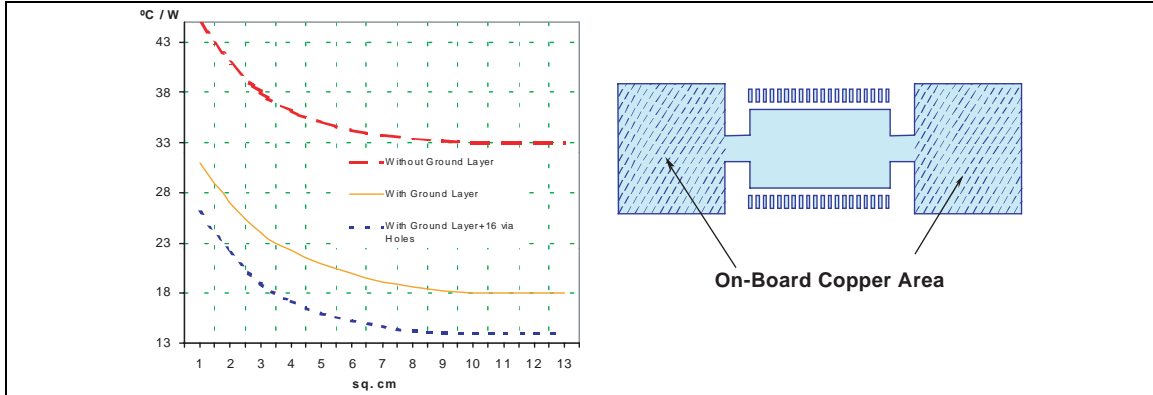 ºC / W
43
38
33
28
23
18
13
Without Ground Layer
With Ground Layer
With Ground Layer+16 via
Holes
1 2 3 4 5 6 7 8 9 10 11 12 13
sq. cm
On-Board Copper Area